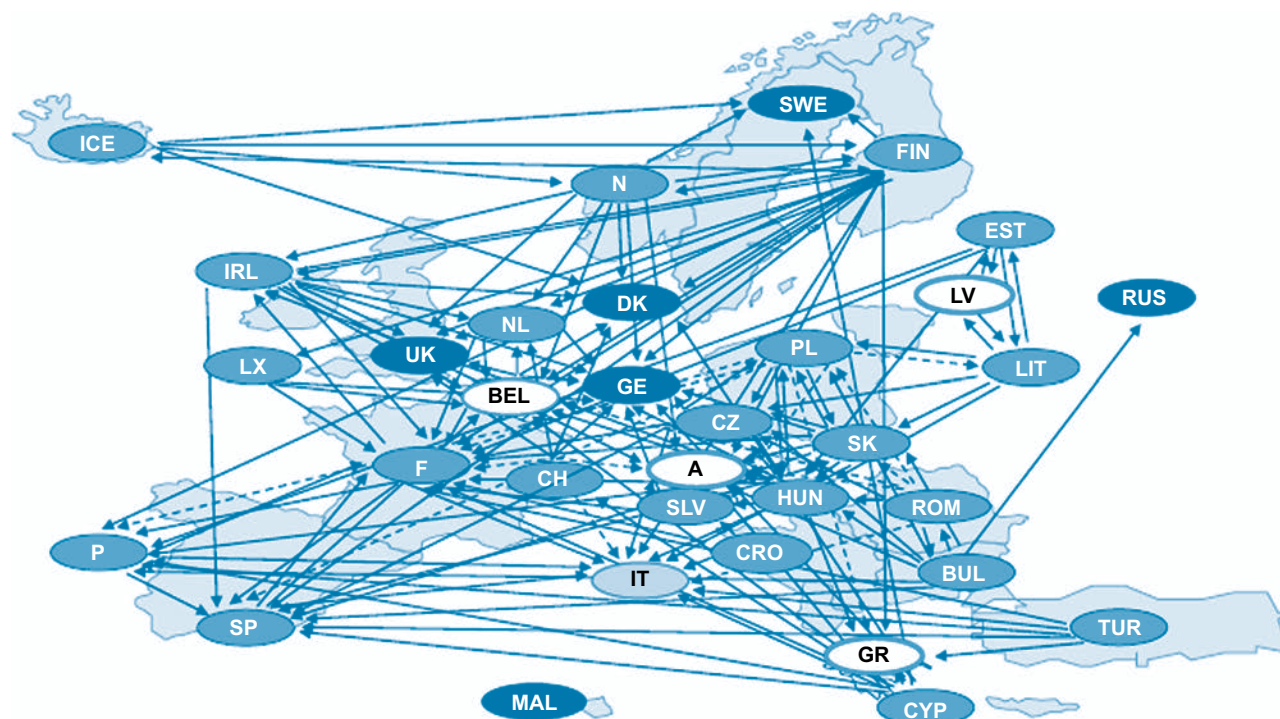 SWE
ICE
FIN
N
EST
IRL
LV
RUS
DK
NL
UK
PL
LX
LIT
GE
BEL
CZ
SK
F
A
CH
HUN
SLV
ROM
P
CRO
IT
BUL
SP
TUR
GR
MAL
CYP